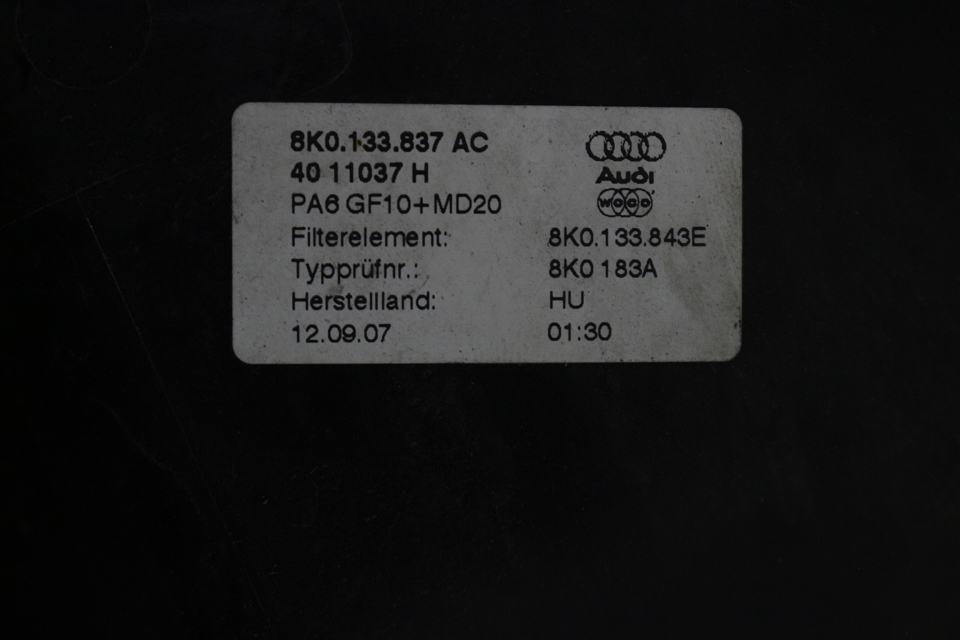 8K0.133.837 AC
40 11037 H
PA6 GF10+MD20
Audi
WOCO
Filterelement: 8K0.133.843E
Typprüfnr.: 8K0 183A
Herstellland: HU
12.09.07 01:30